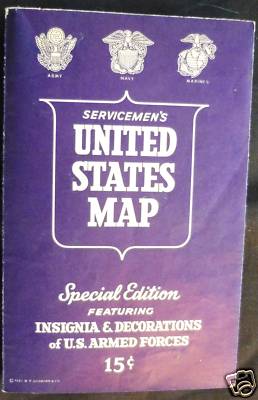 ARMY NAVY MARINES
SERVICEMEN'S
UNITED
STATES
MAP
Special Edition
FEATURING
INSIGNIA & DECORATIONS
of U.S. ARMED FORCES
15¢